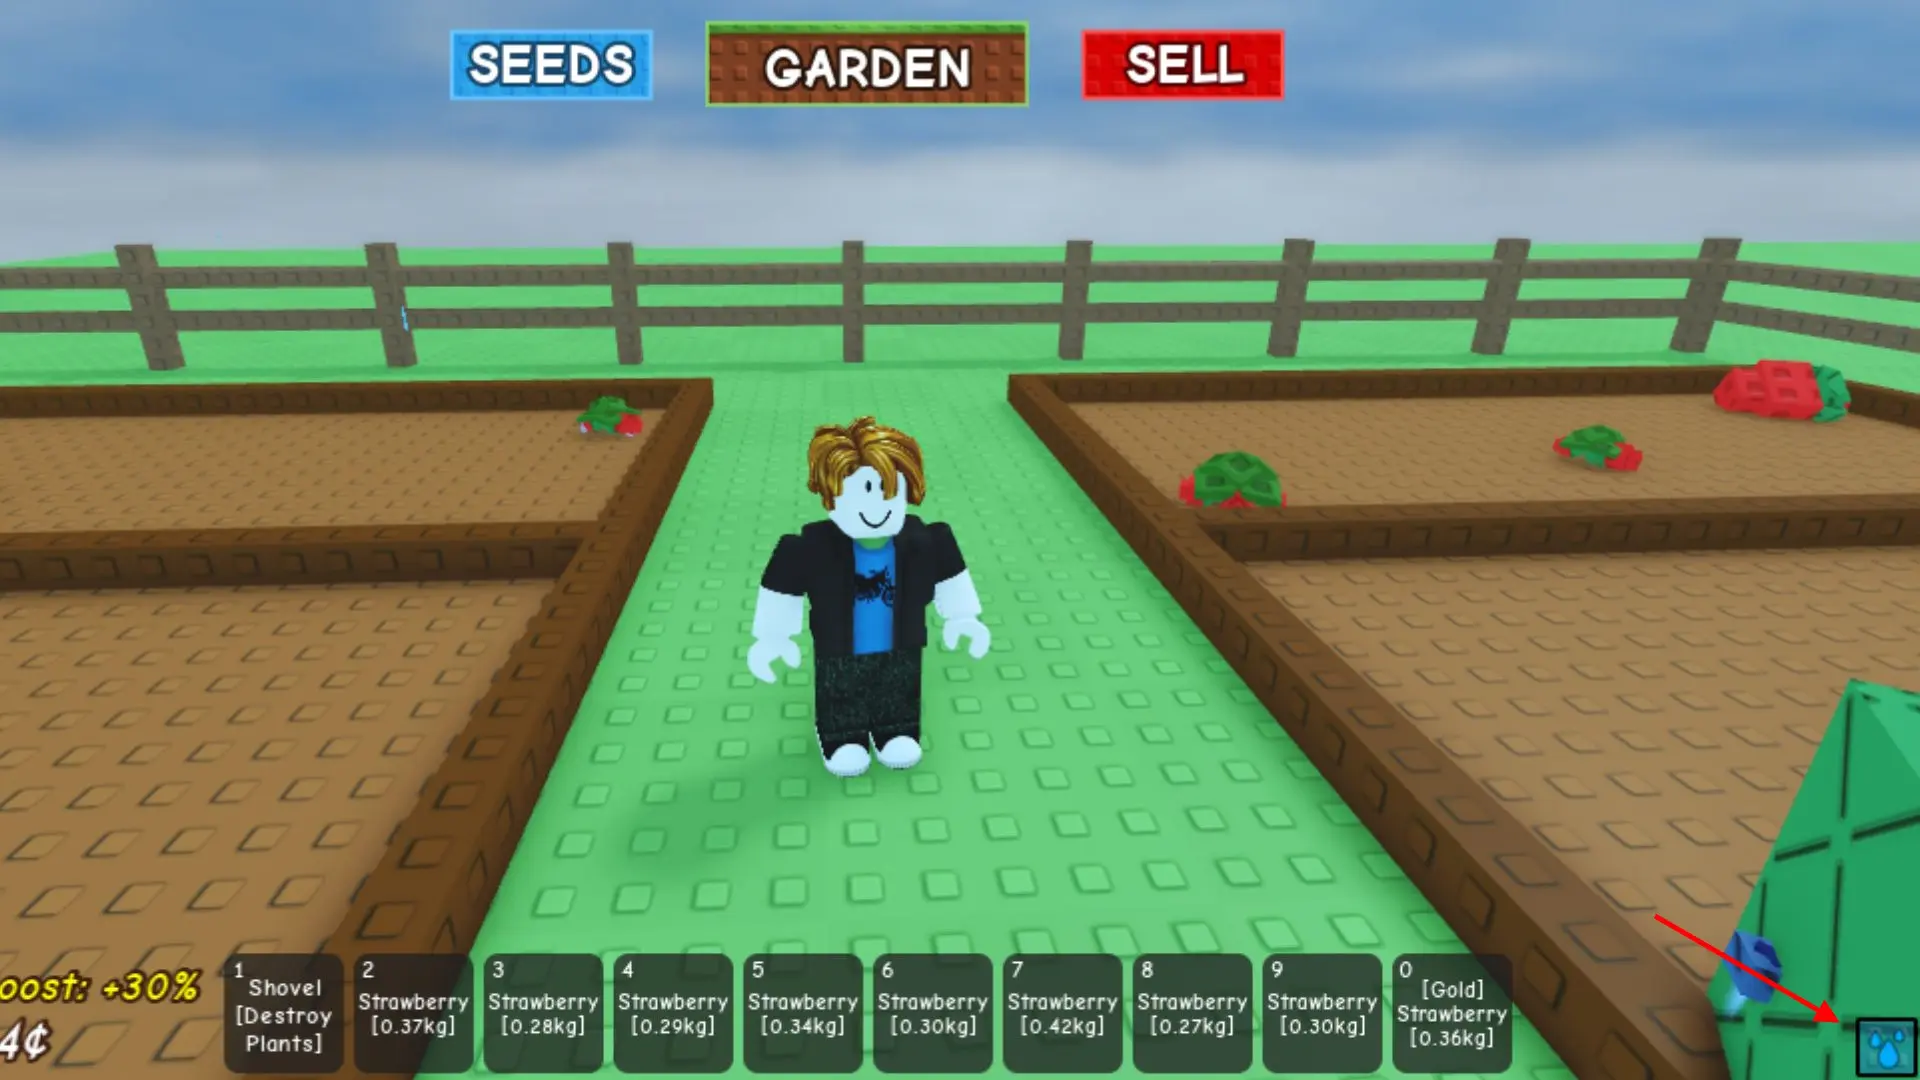 SEEDS
GARDEN
SELL
oost: +30%
4¢
1
Shovel
[Destroy
Plants]
2
Strawberry
[0.37kg]
3
Strawberry
[0.28kg]
4
Strawberry
[0.29kg]
5
Strawberry
[0.34kg]
6
Strawberry
[0.30kg]
7
Strawberry
[0.42kg]
8
Strawberry
[0.27kg]
9
Strawberry
[0.30kg]
0
[Gold]
Strawberry
[0.36kg]